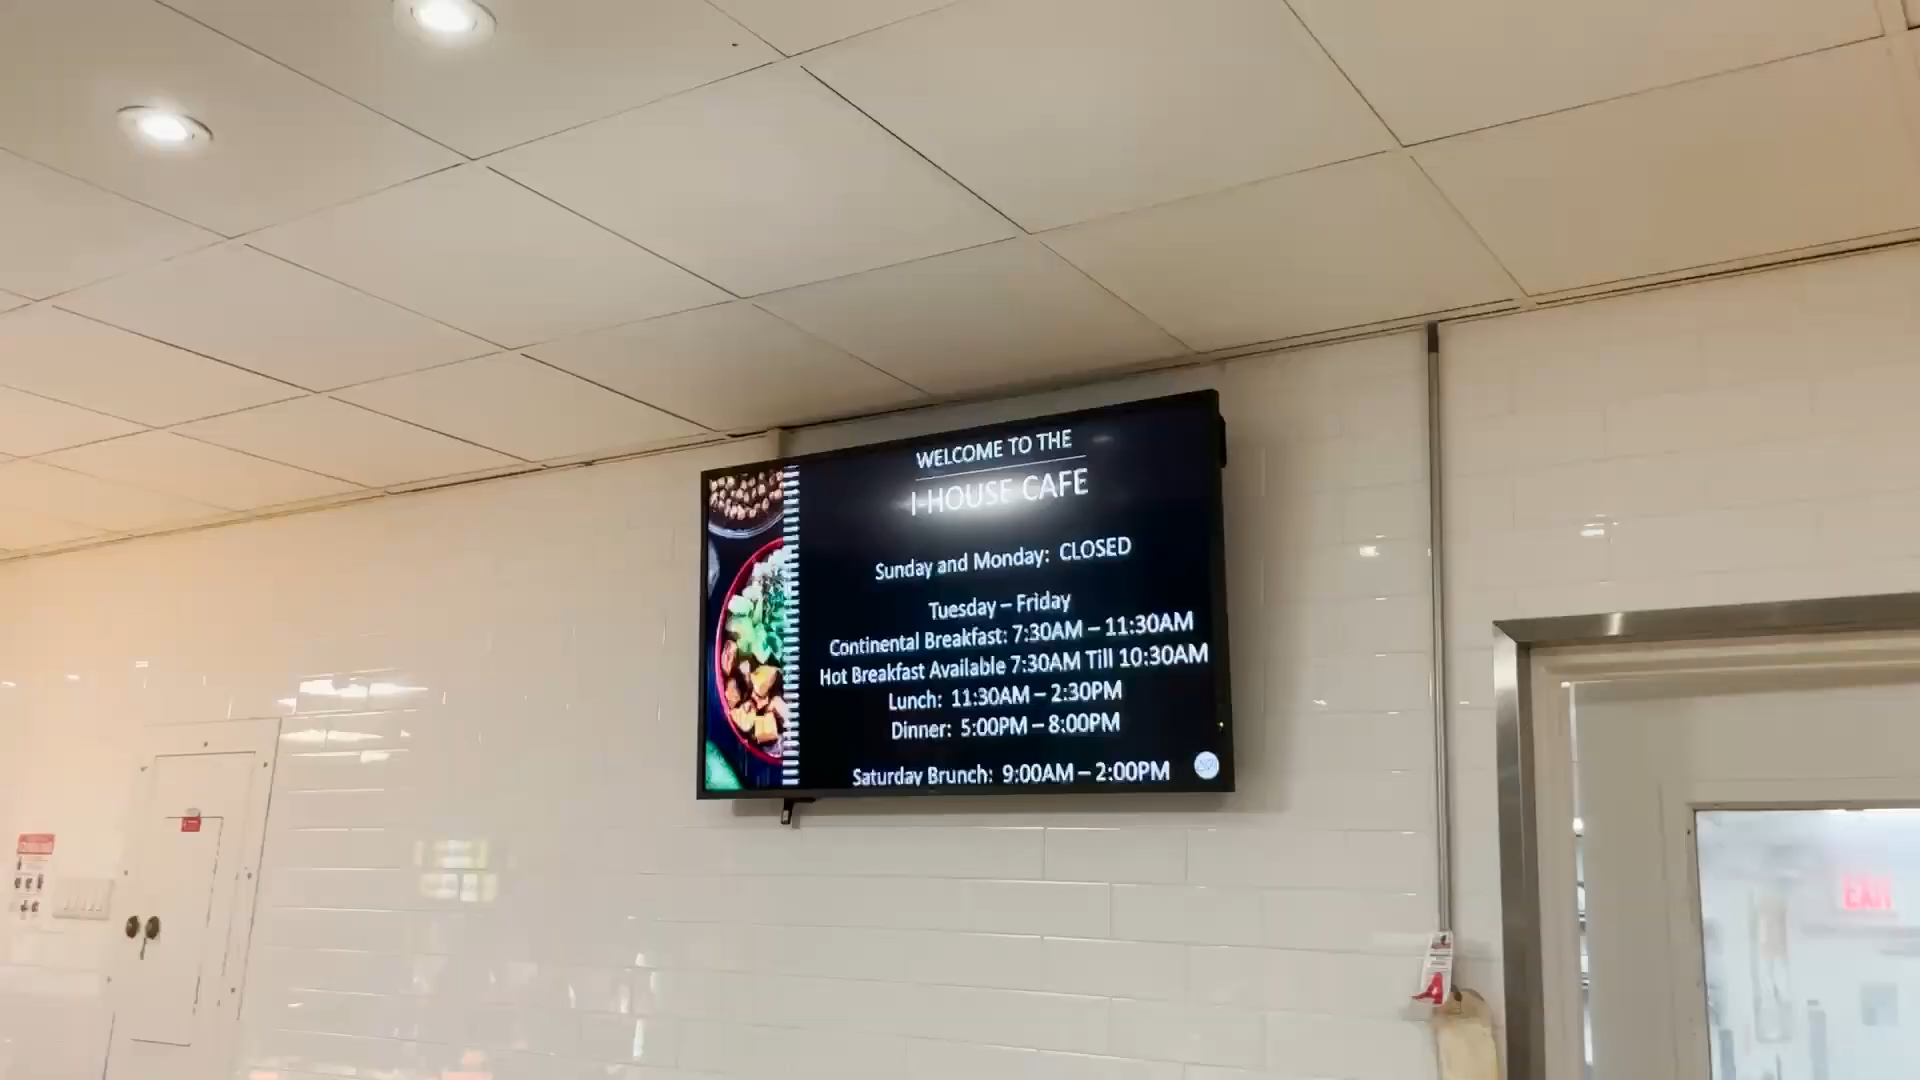 WELCOME TO THE
I-HOUSE CAFE
Sunday and Monday: CLOSED
Tuesday – Friday
Continental Breakfast: 7:30AM – 11:30AM
Hot Breakfast Available 7:30AM Till 10:30AM
Lunch: 11:30AM – 2:30PM
Dinner: 5:00PM – 8:00PM
Saturday Brunch: 9:00AM – 2:00PM
EXIT